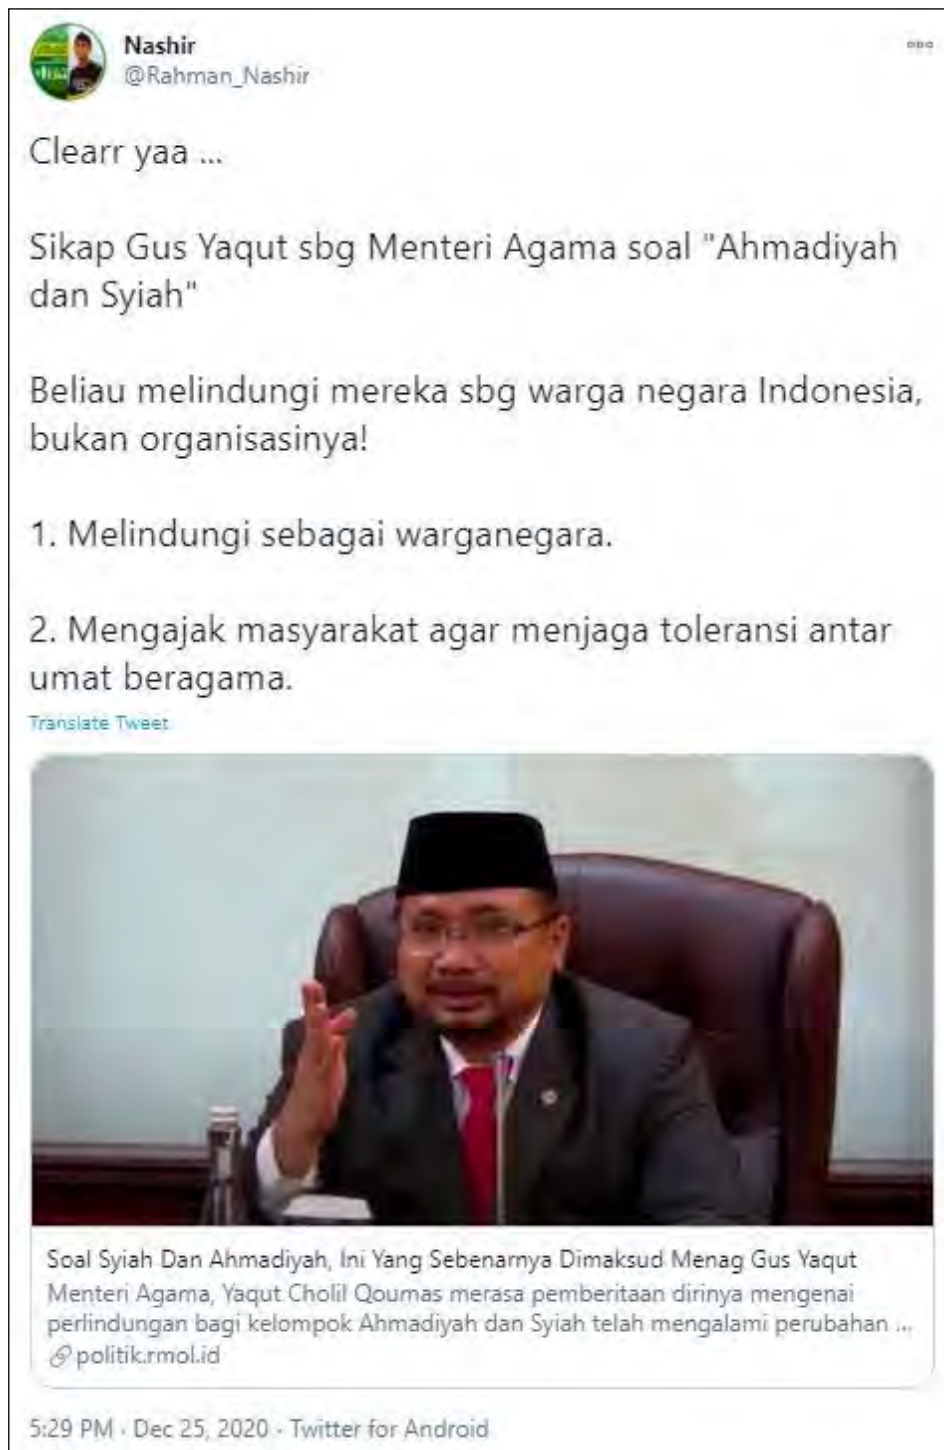 Nashir
@Rahman_Nashir
Clearr yaa ...
Sikap Gus Yaqut sbg Menteri Agama soal "Ahmadiyah
dan Syiah"
Beliau melindungi mereka sbg warga negara Indonesia,
bukan organisasinya!
1. Melindungi sebagai warganegara.
2. Mengajak masyarakat agar menjaga toleransi antar
umat beragama.
Translate Tweet
Soal Syiah Dan Ahmadiyah, Ini Yang Sebenarnya Dimaksud Menag Gus Yaqut
Menteri Agama, Yaqut Cholil Qoumas merasa pemberitaan dirinya mengenai
perlindungan bagi kelompok Ahmadiyah dan Syiah telah mengalami perubahan ...
politik.rmol.id
5:29 PM · Dec 25, 2020 · Twitter for Android